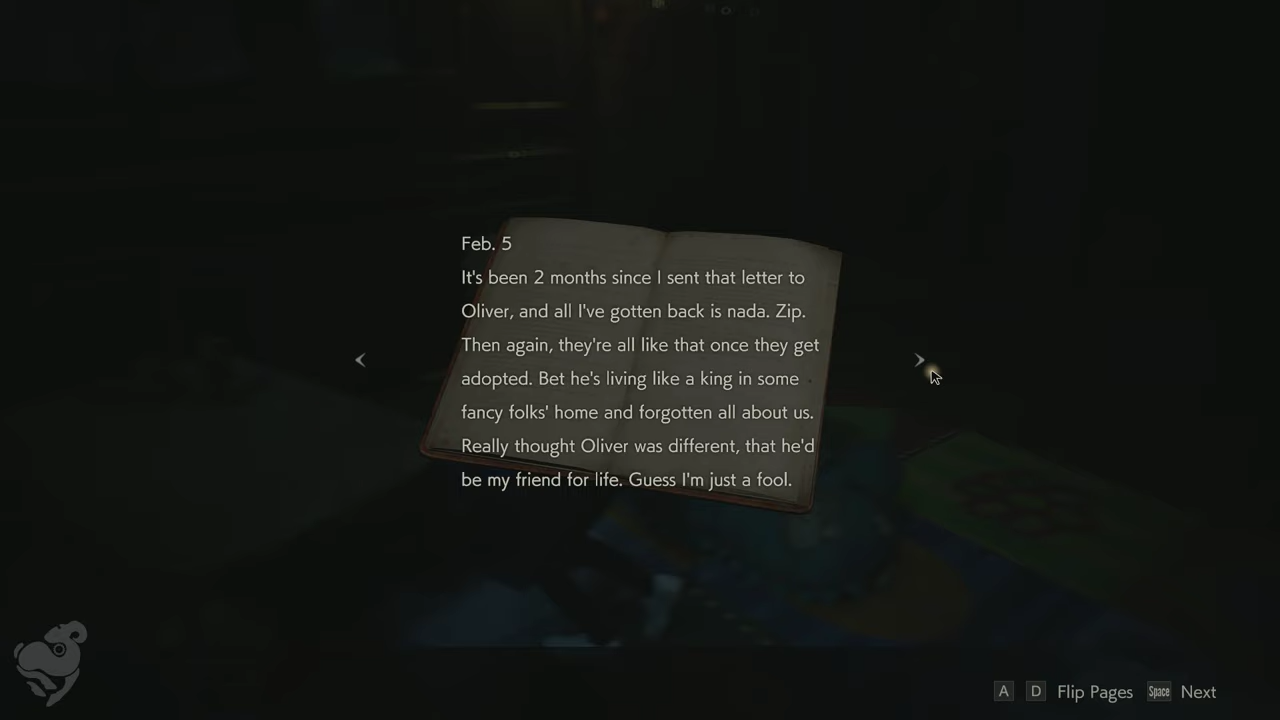 Feb. 5
It's been 2 months since I sent that letter to
Oliver, and all I've gotten back is nada. Zip.
Then again, they're all like that once they get
adopted. Bet he's living like a king in some
fancy folks' home and forgotten all about us.
Really thought Oliver was different, that he'd
be my friend for life. Guess I'm just a fool.
A D Flip Pages Space Next